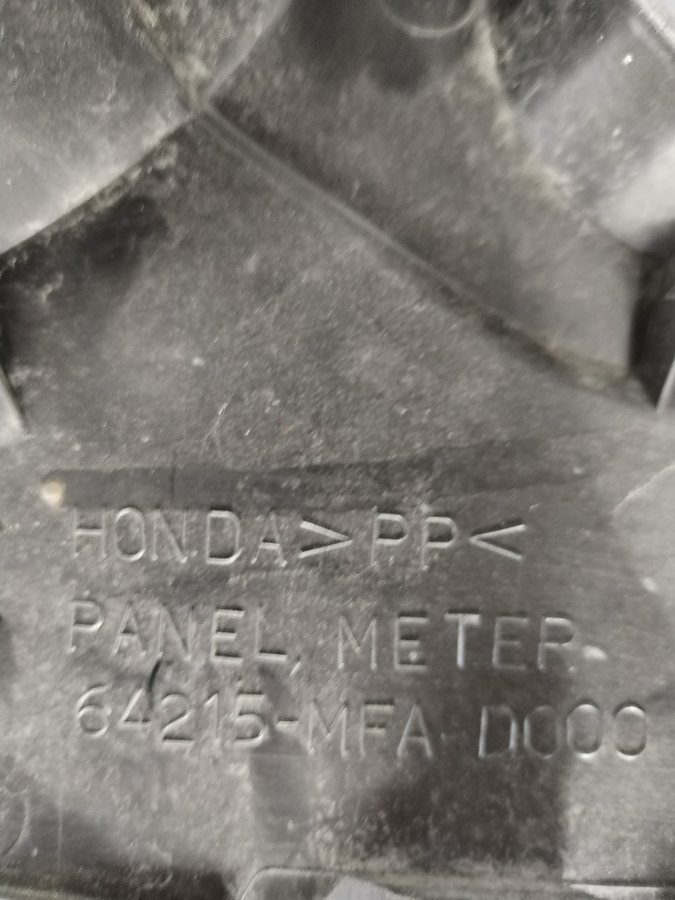 HONDA>PP<
PANEL, METER
64215-MFA-D000